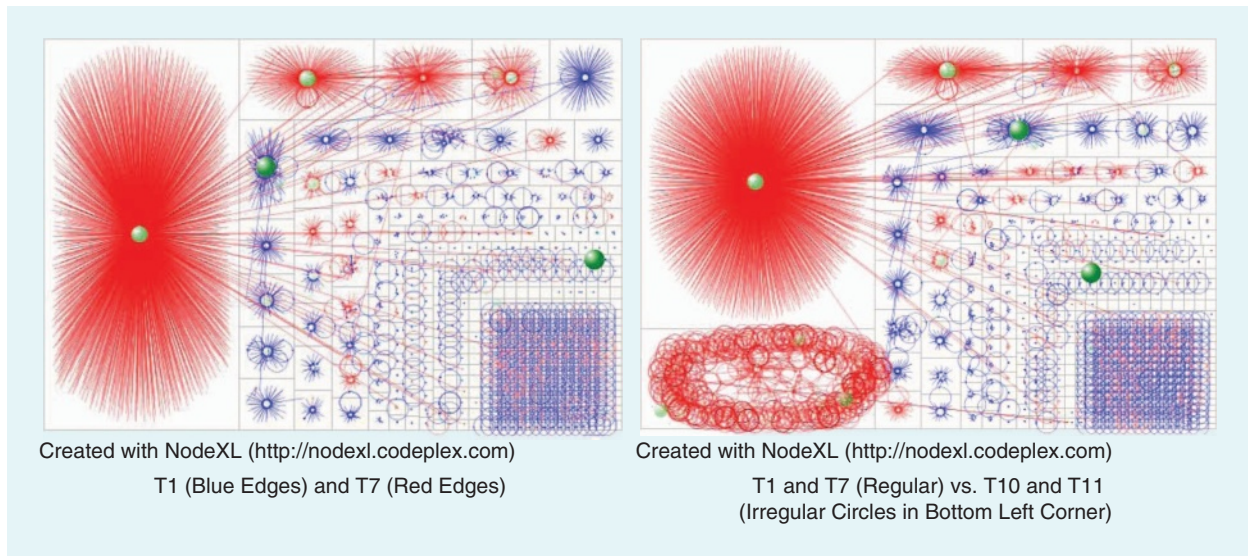 Created with NodeXL (http://nodexl.codeplex.com)
T1 (Blue Edges) and T7 (Red Edges)
Created with NodeXL (http://nodexl.codeplex.com)
T1 and T7 (Regular) vs. T10 and T11
(Irregular Circles in Bottom Left Corner)